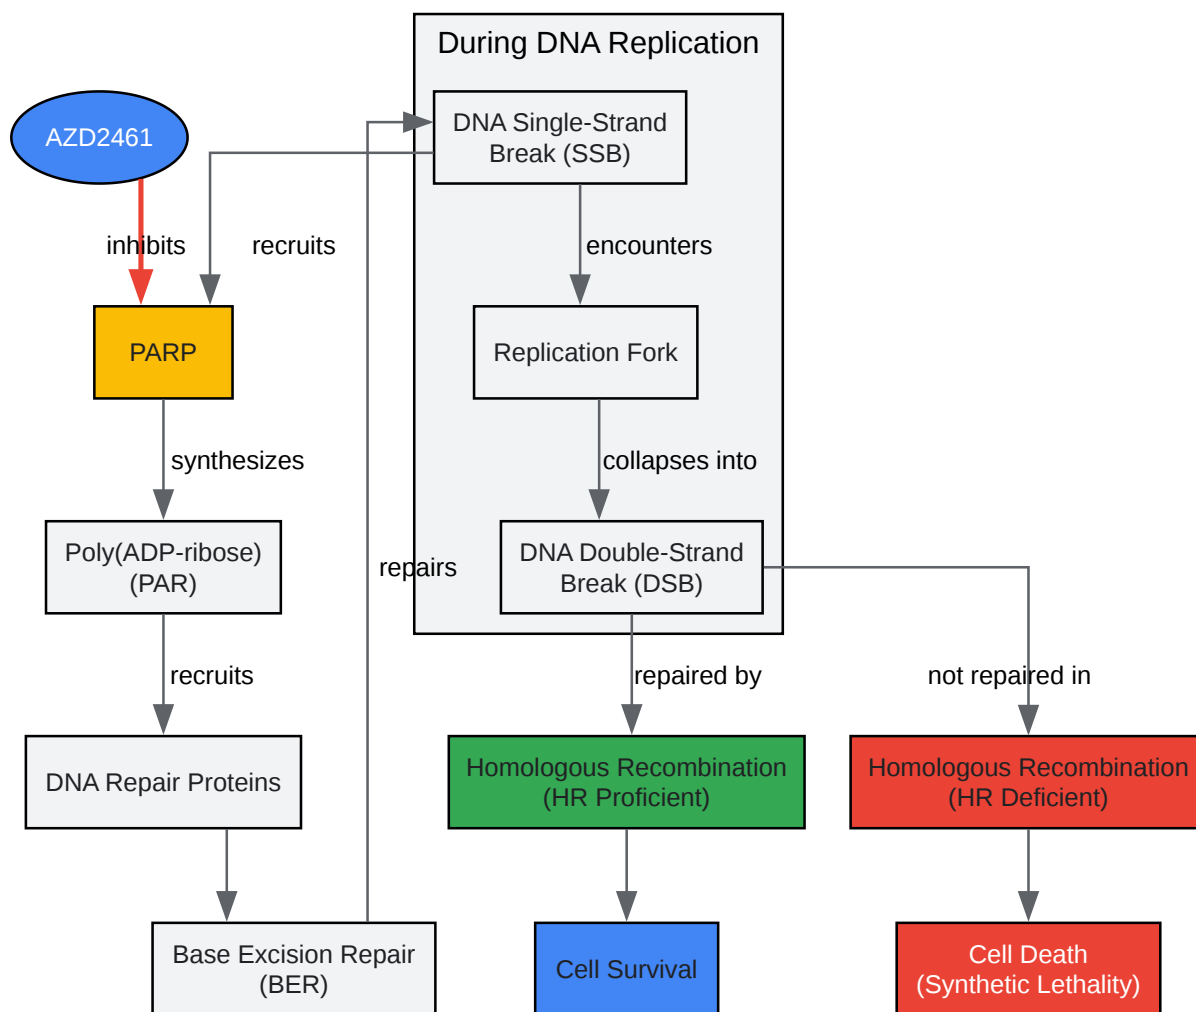 During DNA Replication
AZD2461
DNA Single-Strand
Break (SSB)
inhibits
recruits
encounters
PARP
Replication Fork
synthesizes
collapses into
Poly(ADP-ribose)
(PAR)
repairs
DNA Double-Strand
Break (DSB)
recruits
repaired by
not repaired in
DNA Repair Proteins
Homologous Recombination
(HR Proficient)
Homologous Recombination
(HR Deficient)
Base Excision Repair
(BER)
Cell Survival
Cell Death
(Synthetic Lethality)